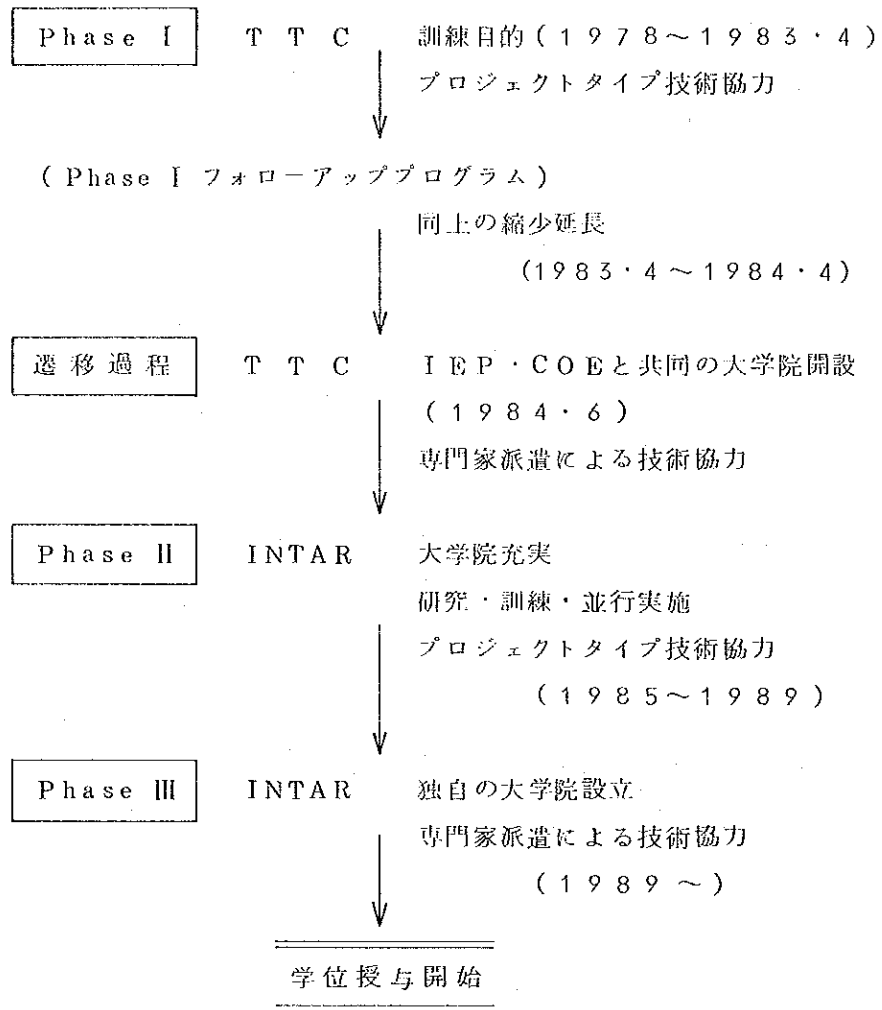 Phase I TTC 訓練目的(1978～1983・4)
プロジェクトタイプ技術協力
(Phase I フォローアッププログラム)
同上の縮少延長
(1983・4～1984・4)
遷移過程 TTC IEP・COEと共同の大学院開設
(1984・6)
専門家派遣による技術協力
Phase II INTAR 大学院充実
研究・訓練・並行実施
プロジェクトタイプ技術協力
(1985～1989)
Phase III INTAR 独自の大学院設立
専門家派遣による技術協力
(1989～)
学位授与開始